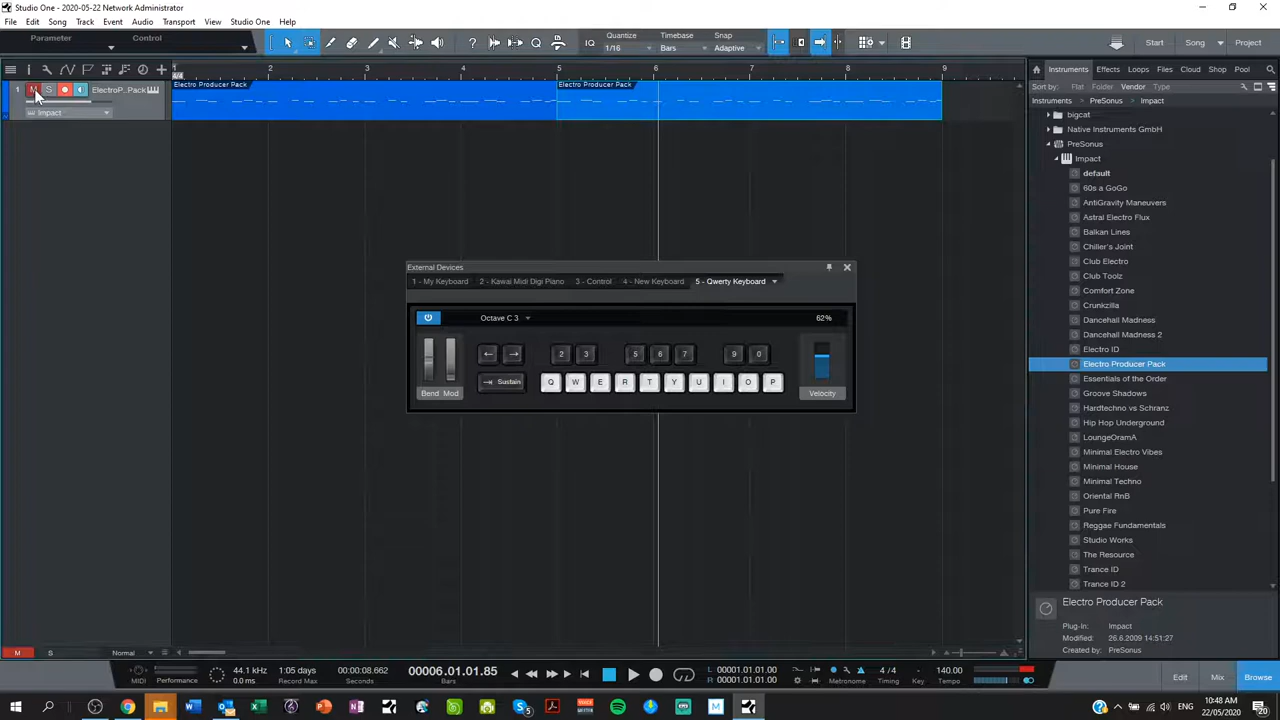 Studio One - 2020-05-22 Network Administrator
File Edit Song Track Event Audio Transport View Studio One Help
Parameter Control
Quantize Timebase Snap
1/16 Bars Adaptive
Start Song Project
1 2 3 4 5 6 7 8 9
4/4
Instruments Effects Loops Files Cloud Shop Pool
Sort by: Flat Folder Vendor Type
Instruments PreSonus Impact
1 M S ElectroP..Pack
Impact
Electro Producer Pack Electro Producer Pack
bigcat
Native Instruments GmbH
PreSonus
Impact
default
60s a GoGo
AntiGravity Maneuvers
Astral Electro Flux
Balkan Lines
Chiller's Joint
Club Electro
Club Toolz
Comfort Zone
Crunkzilla
Dancehall Madness
Dancehall Madness 2
Electro ID
Electro Producer Pack
Essentials of the Order
Groove Shadows
Hardtechno vs Schranz
Hip Hop Underground
LoungeOramA
Minimal Electro Vibes
Minimal House
Minimal Techno
Oriental RnB
Pure Fire
Reggae Fundamentals
Studio Works
The Resource
Trance ID
Trance ID 2
External Devices
1 - My Keyboard 2 - Kawai Midi Digi Piano 3 - Control 4 - New Keyboard 5 - Qwerty Keyboard
Octave C 3 62%
2 3 5 6 7 9 0
Sustain Q W E R T Y U I O P
Bend Mod Velocity
Electro Producer Pack
Plug-In: Impact
Modified: 26.6.2009 14:51:27
Created by: PreSonus
M S Normal
MIDI Performance
44.1 kHz
0.0 ms
1:05 days
Record Max
00:00:08.662
Seconds
00006.01.01.85
Bars
L 00001.01.01.00
R 00001.01.01.00
Metronome
4 / 4
Timing
Key
140.00
Tempo
Edit Mix Browse
ENG
10:48 AM
22/05/2020